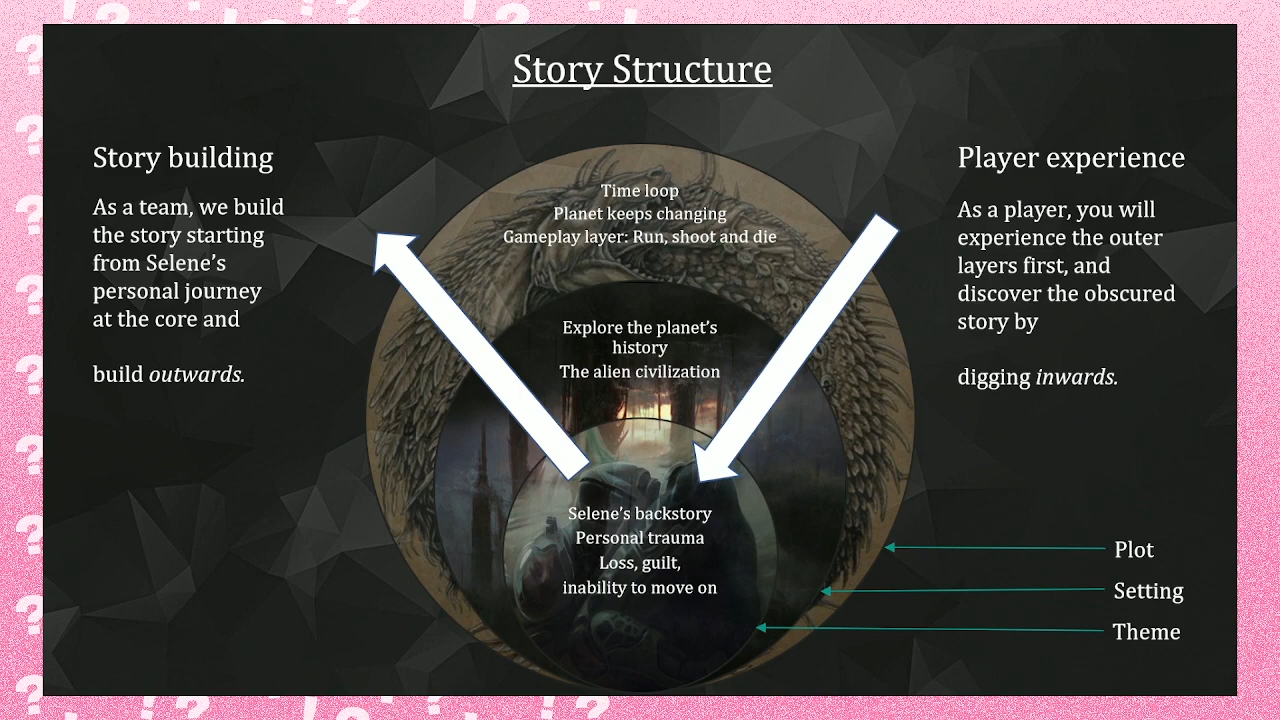 Story Structure
Story building
As a team, we build
the story starting
from Selene’s
personal journey
at the core and
build outwards.
Time loop
Planet keeps changing
Gameplay layer: Run, shoot and die
Explore the planet’s
history
The alien civilization
Selene’s backstory
Personal trauma
Loss, guilt,
inability to move on
Player experience
As a player, you will
experience the outer
layers first, and
discover the obscured
story by
digging inwards.
Plot
Setting
Theme